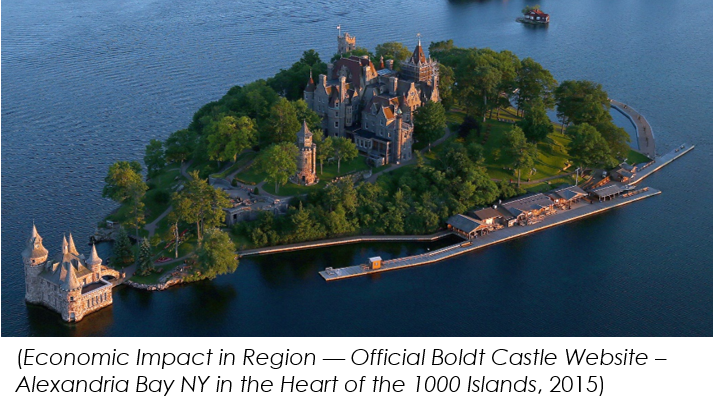 (Economic Impact in Region — Official Boldt Castle Website –
Alexandria Bay NY in the Heart of the 1000 Islands, 2015)